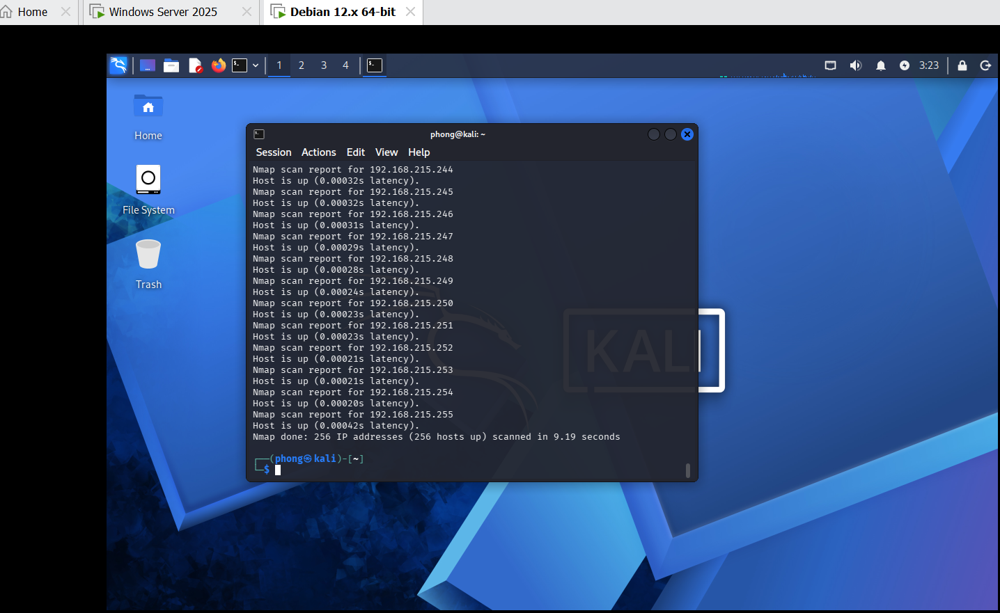 Home
Windows Server 2025
Debian 12.x 64-bit
1 2 3 4
3:23
Home
File System
Trash
phong@kali: ~
Session Actions Edit View Help
Nmap scan report for 192.168.215.244
Host is up (0.00032s latency).
Nmap scan report for 192.168.215.245
Host is up (0.00032s latency).
Nmap scan report for 192.168.215.246
Host is up (0.00031s latency).
Nmap scan report for 192.168.215.247
Host is up (0.00029s latency).
Nmap scan report for 192.168.215.248
Host is up (0.00028s latency).
Nmap scan report for 192.168.215.249
Host is up (0.00024s latency).
Nmap scan report for 192.168.215.250
Host is up (0.00023s latency).
Nmap scan report for 192.168.215.251
Host is up (0.00023s latency).
Nmap scan report for 192.168.215.252
Host is up (0.00021s latency).
Nmap scan report for 192.168.215.253
Host is up (0.00021s latency).
Nmap scan report for 192.168.215.254
Host is up (0.00020s latency).
Nmap scan report for 192.168.215.255
Host is up (0.00042s latency).
Nmap done: 256 IP addresses (256 hosts up) scanned in 9.19 seconds
┌──(phong㉿kali)-[~]
└─$
KALI